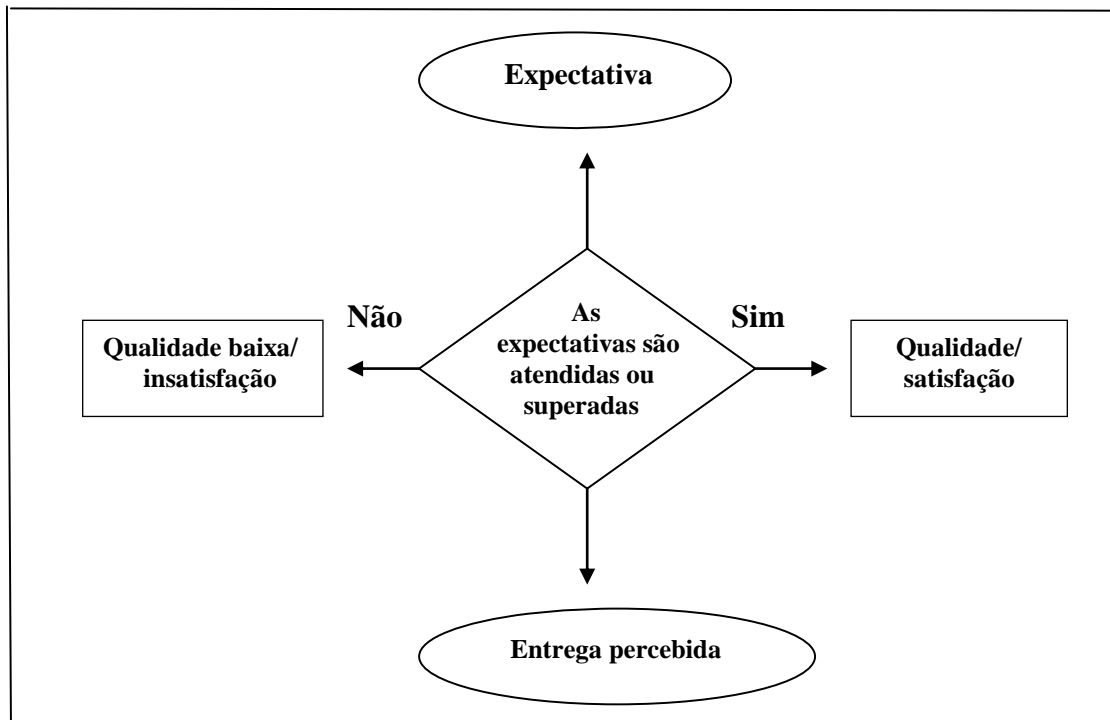 Expectativa
Não
Sim
As
expectativas são
atendidas ou
superadas
Qualidade baixa/
insatisfação
Qualidade/
satisfação
Entrega percebida